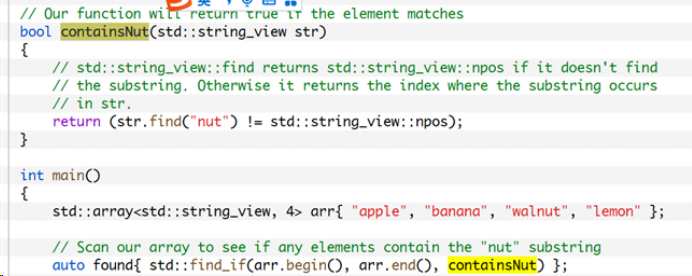 // Our function will return true if the element matches
bool containsNut(std::string_view str)
{
// std::string_view::find returns std::string_view::npos if it doesn't find
// the substring. Otherwise it returns the index where the substring occurs
// in str.
return (str.find("nut") != std::string_view::npos);
}
int main()
{
std::array<std::string_view, 4> arr{ "apple", "banana", "walnut", "lemon" };
// Scan our array to see if any elements contain the "nut" substring
auto found{ std::find_if(arr.begin(), arr.end(), containsNut) };